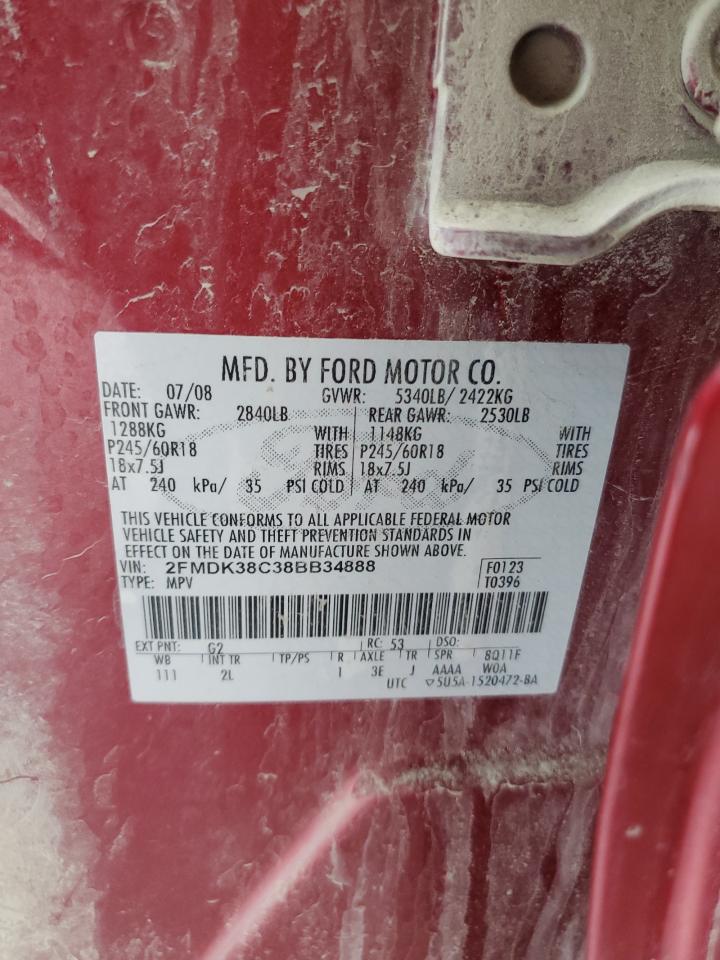 MFD. BY FORD MOTOR CO.
DATE: 07/08 GVWR: 5340LB/ 2422KG
FRONT GAWR: 2840LB REAR GAWR: 2530LB
1288KG WITH 1148KG WITH
P245/60R18 TIRES P245/60R18 TIRES
18x7.5J RIMS 18x7.5J RIMS
AT 240 kPa/ 35 PSI COLD AT 240 kPa/ 35 PSI COLD
THIS VEHICLE CONFORMS TO ALL APPLICABLE FEDERAL MOTOR
VEHICLE SAFETY AND THEFT PREVENTION STANDARDS IN
EFFECT ON THE DATE OF MANUFACTURE SHOWN ABOVE.
VIN: 2FMDK38C38BB34888 F0123
TYPE: MPV T0396
EXT PNT: G2 RC: 53 DSO:
WB INT TR TP/PS R AXLE TR SPR 8Q11F
111 2L I 3E J AAAA WOA
UTC ▽5U5A-1520472-BA